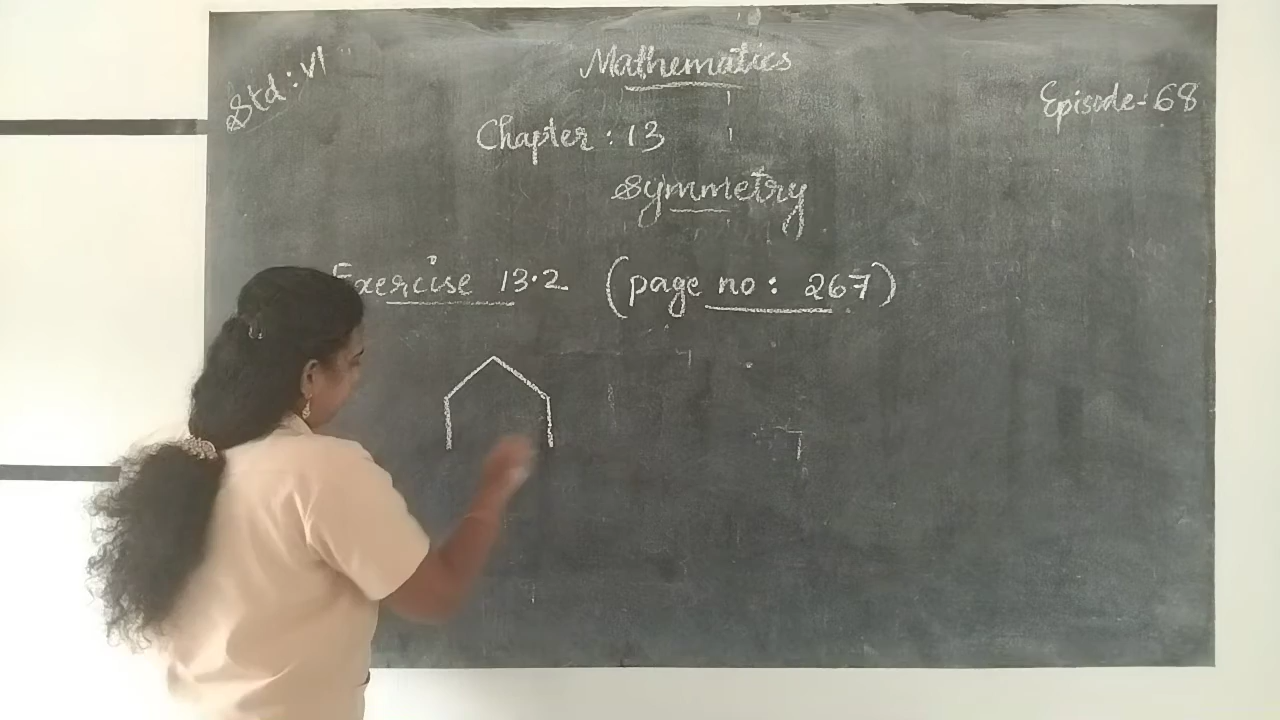 Std: VI
Mathematics
Episode-68
Chapter: 13
Symmetry
Exercise 13.2 (page no: 267)